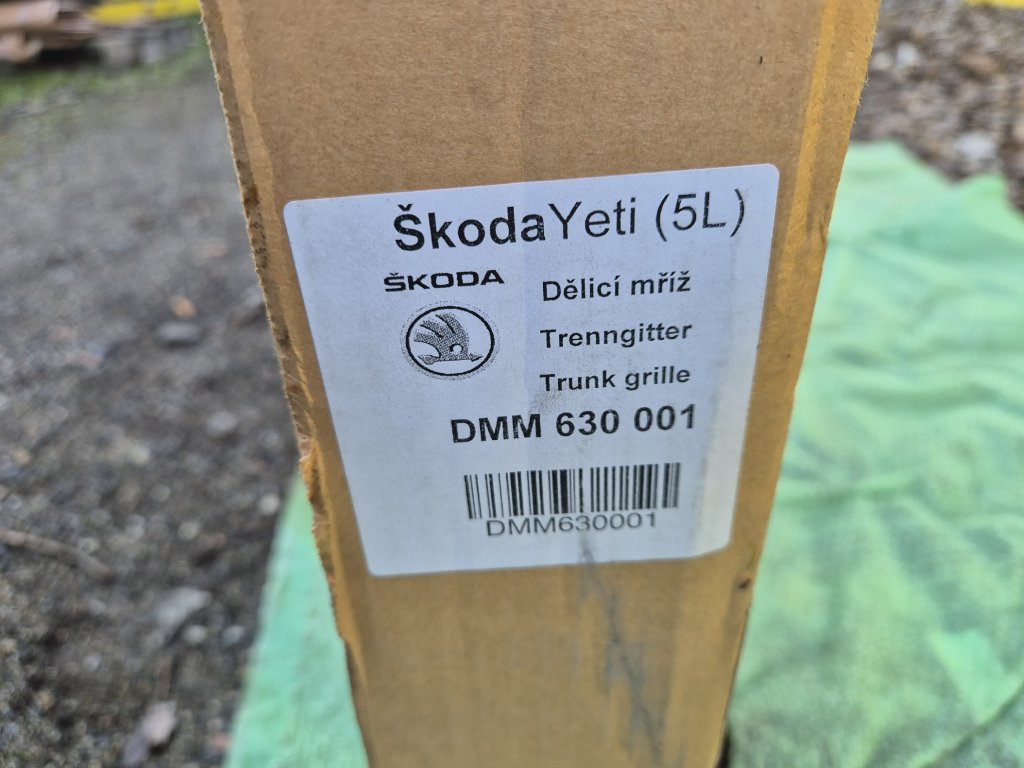 ŠkodaYeti (5L)
ŠKODA
Dělicí mříž
Trenngitter
Trunk grille
DMM 630 001
DMM630001